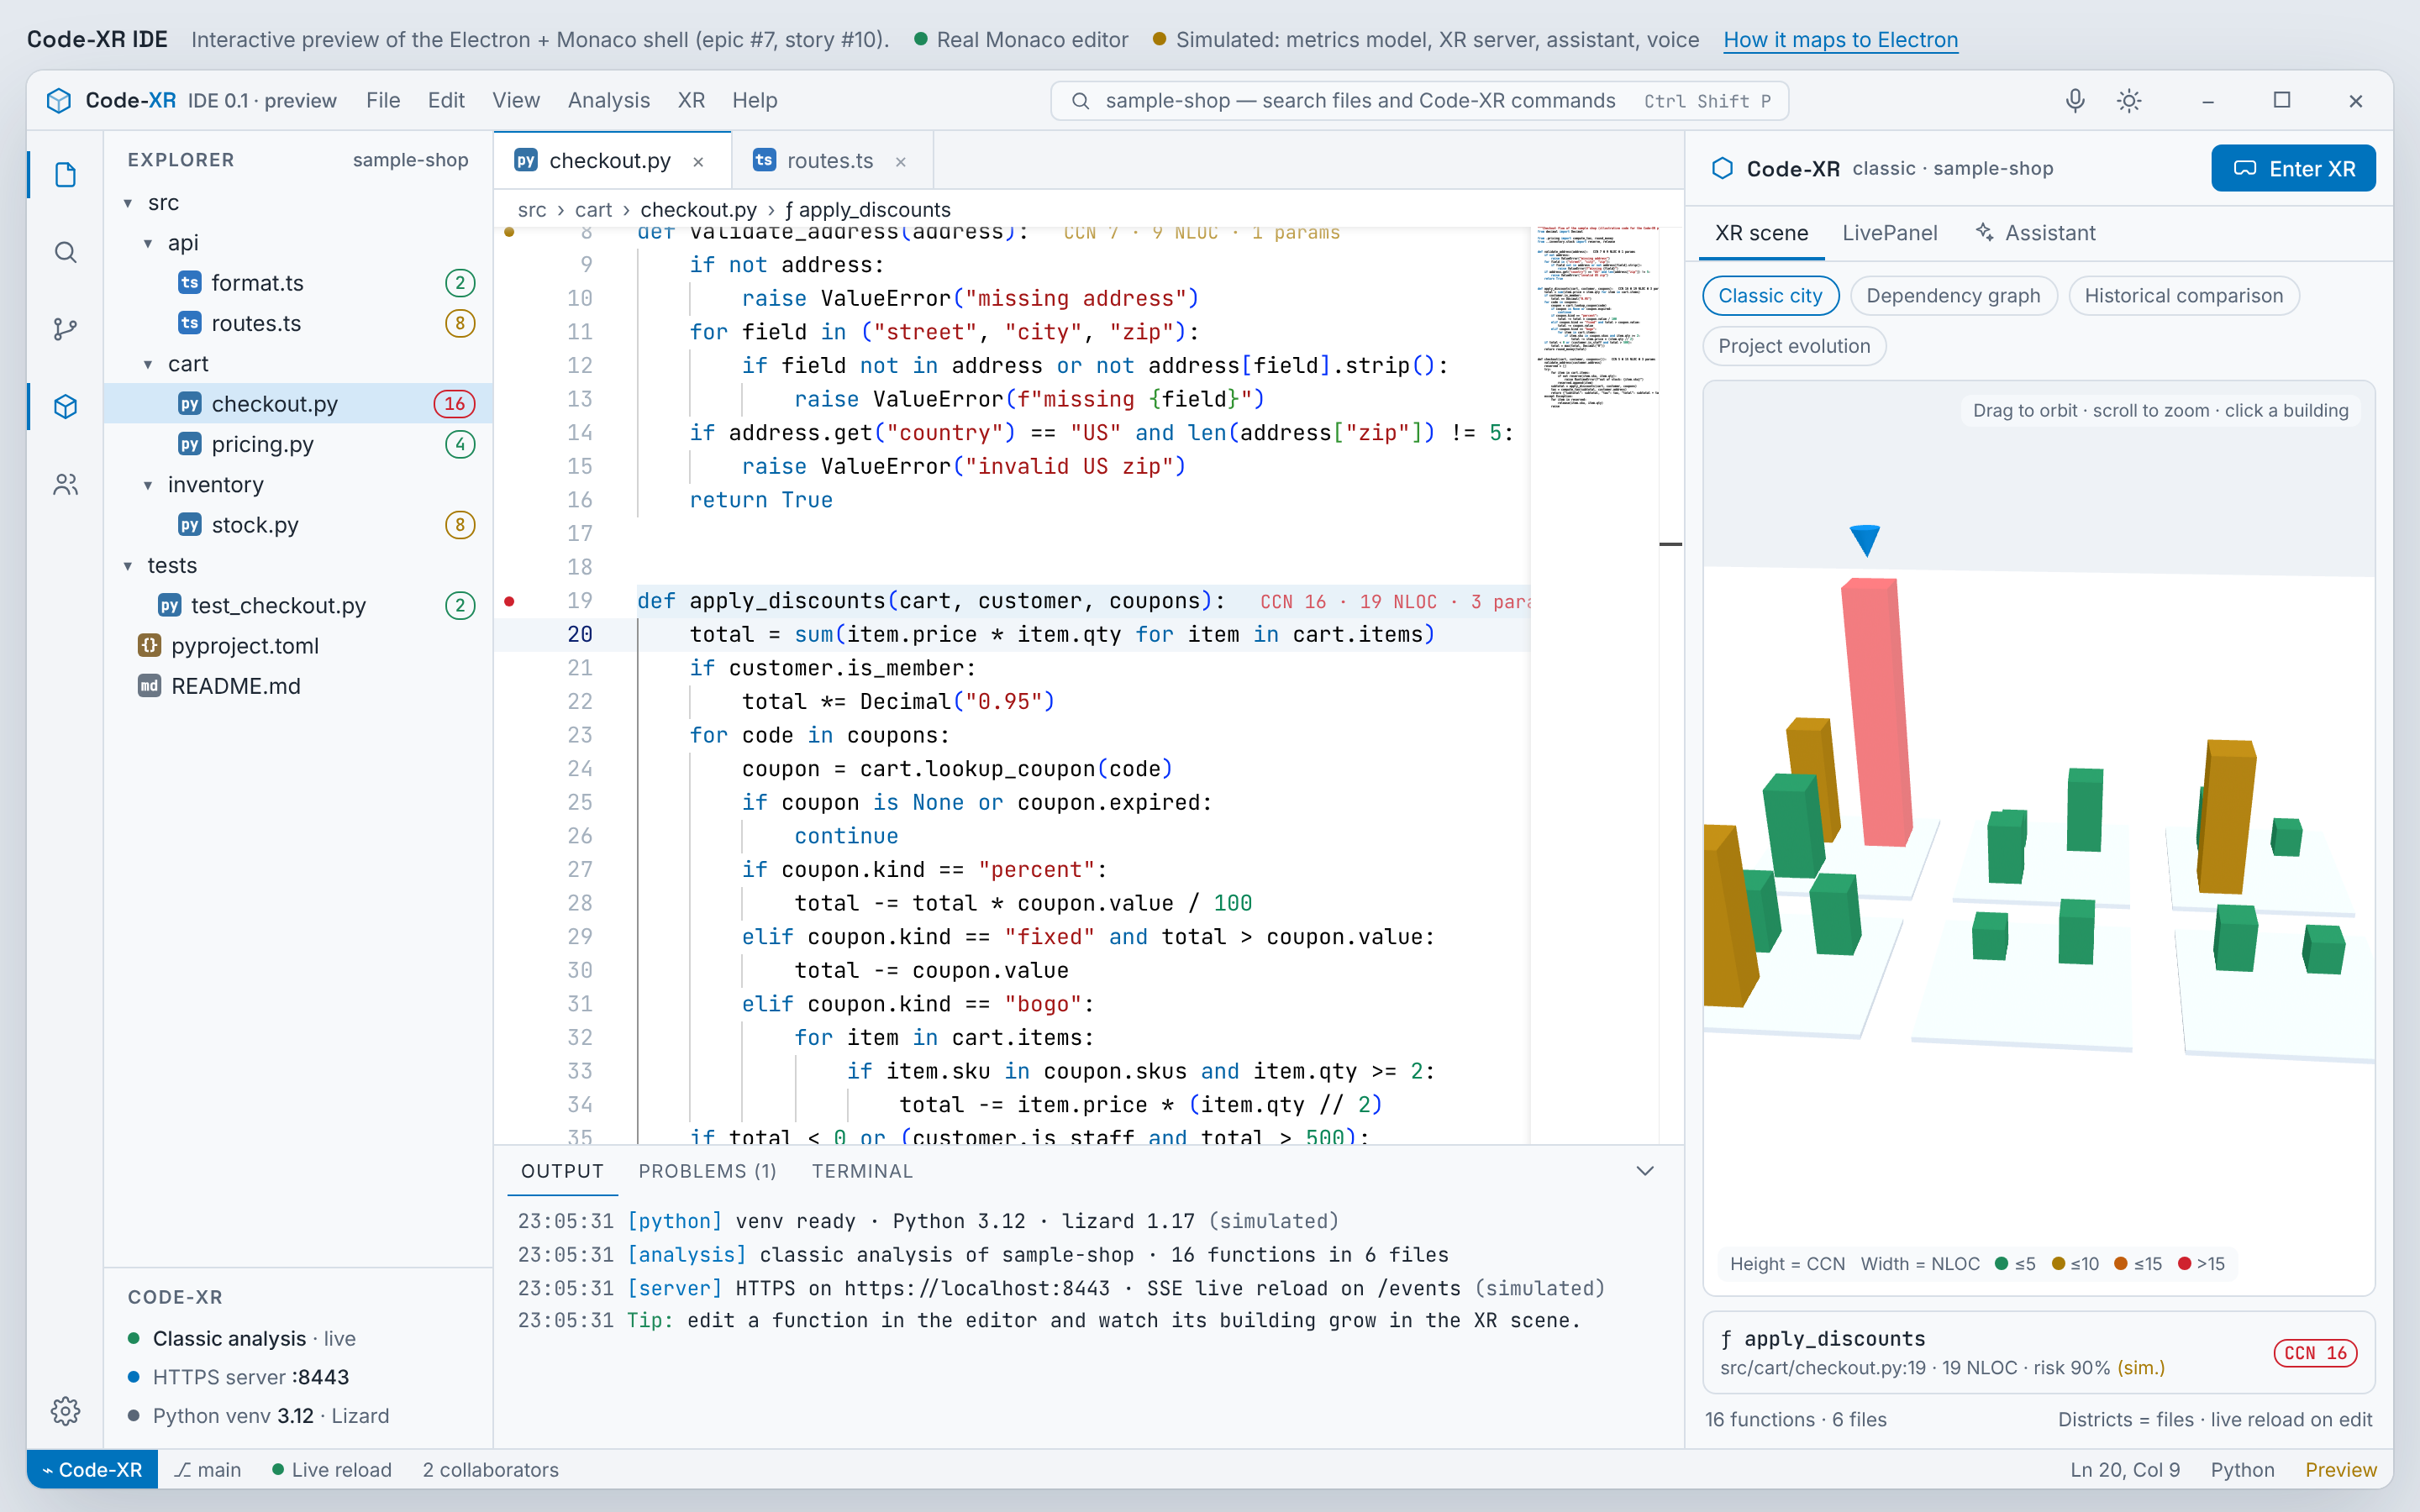 Code-XR IDE Interactive preview of the Electron + Monaco shell (epic #7, story #10). Real Monaco editor Simulated: metrics model, XR server, assistant, voice How it maps to Electron
Code-XR IDE 0.1 · preview File Edit View Analysis XR Help sample-shop — search files and Code-XR commands Ctrl Shift P
EXPLORER sample-shop
src
api
ts format.ts 2
ts routes.ts 8
cart
py checkout.py 16
py pricing.py 4
inventory
py stock.py 8
tests
py test_checkout.py 2
{} pyproject.toml
md README.md
CODE-XR
Classic analysis · live
HTTPS server :8443
Python venv 3.12 · Lizard
py checkout.py ×
ts routes.ts ×
src › cart › checkout.py › ƒ apply_discounts
8 def validate_address(address): CCN 7 · 9 NLOC · 1 params
9 if not address:
10 raise ValueError("missing address")
11 for field in ("street", "city", "zip"):
12 if field not in address or not address[field].strip():
13 raise ValueError(f"missing {field}")
14 if address.get("country") == "US" and len(address["zip"]) != 5:
15 raise ValueError("invalid US zip")
16 return True
17
18
19 def apply_discounts(cart, customer, coupons): CCN 16 · 19 NLOC · 3 para
20 total = sum(item.price * item.qty for item in cart.items)
21 if customer.is_member:
22 total *= Decimal("0.95")
23 for code in coupons:
24 coupon = cart.lookup_coupon(code)
25 if coupon is None or coupon.expired:
26 continue
27 if coupon.kind == "percent":
28 total -= total * coupon.value / 100
29 elif coupon.kind == "fixed" and total > coupon.value:
30 total -= coupon.value
31 elif coupon.kind == "bogo":
32 for item in cart.items:
33 if item.sku in coupon.skus and item.qty >= 2:
34 total -= item.price * (item.qty // 2)
35 if total < 0 or (customer.is_staff and total > 500):
OUTPUT PROBLEMS (1) TERMINAL
23:05:31 [python] venv ready · Python 3.12 · lizard 1.17 (simulated)
23:05:31 [analysis] classic analysis of sample-shop · 16 functions in 6 files
23:05:31 [server] HTTPS on https://localhost:8443 · SSE live reload on /events (simulated)
23:05:31 Tip: edit a function in the editor and watch its building grow in the XR scene.
Code-XR classic · sample-shop Enter XR
XR scene LivePanel Assistant
Classic city Dependency graph Historical comparison
Project evolution
Drag to orbit · scroll to zoom · click a building
Height = CCN Width = NLOC ≤5 ≤10 ≤15 >15
ƒ apply_discounts
src/cart/checkout.py:19 · 19 NLOC · risk 90% (sim.)
CCN 16
16 functions · 6 files Districts = files · live reload on edit
Code-XR main Live reload 2 collaborators Ln 20, Col 9 Python Preview